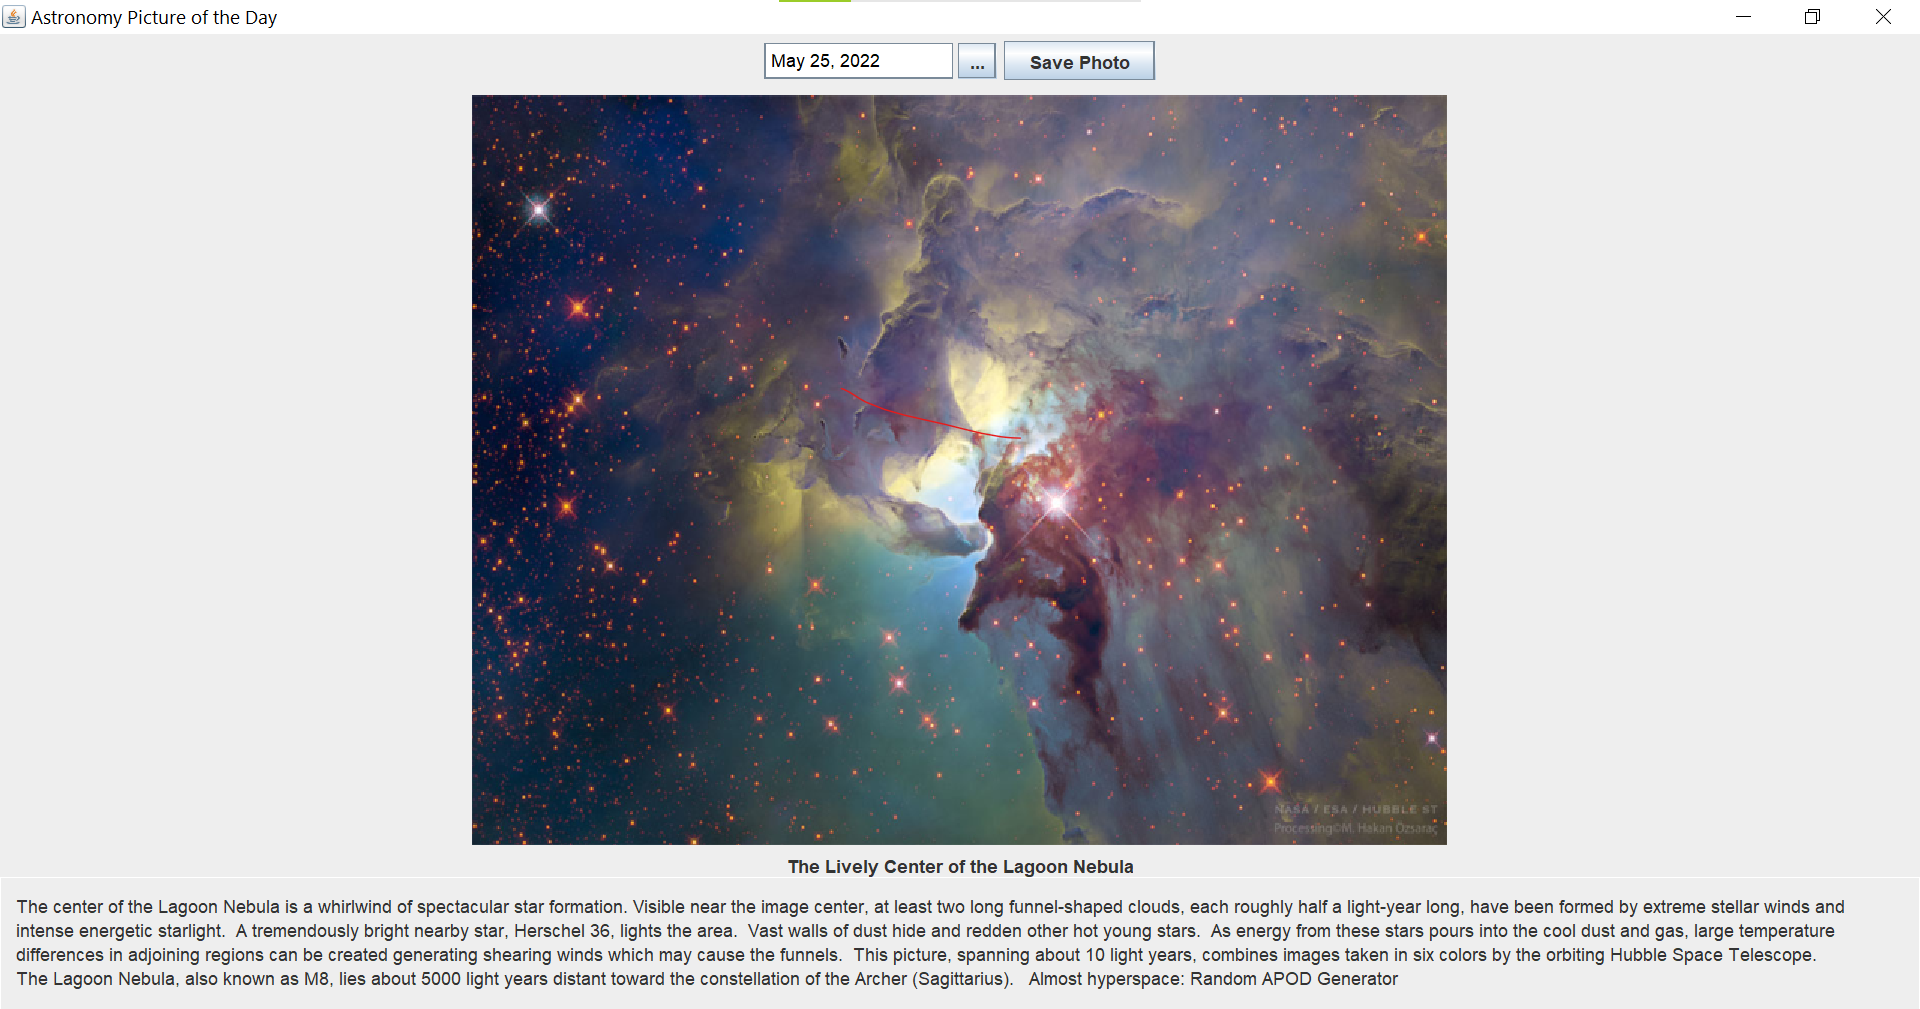 Astronomy Picture of the Day
May 25, 2022
...
Save Photo
NASA / ESA / HUBBLE ST
Processing©M. Hakan Özsaraç
The Lively Center of the Lagoon Nebula
The center of the Lagoon Nebula is a whirlwind of spectacular star formation. Visible near the image center, at least two long funnel-shaped clouds, each roughly half a light-year long, have been formed by extreme stellar winds and
intense energetic starlight.  A tremendously bright nearby star, Herschel 36, lights the area.  Vast walls of dust hide and redden other hot young stars.  As energy from these stars pours into the cool dust and gas, large temperature
differences in adjoining regions can be created generating shearing winds which may cause the funnels.  This picture, spanning about 10 light years, combines images taken in six colors by the orbiting Hubble Space Telescope.
The Lagoon Nebula, also known as M8, lies about 5000 light years distant toward the constellation of the Archer (Sagittarius).   Almost hyperspace: Random APOD Generator